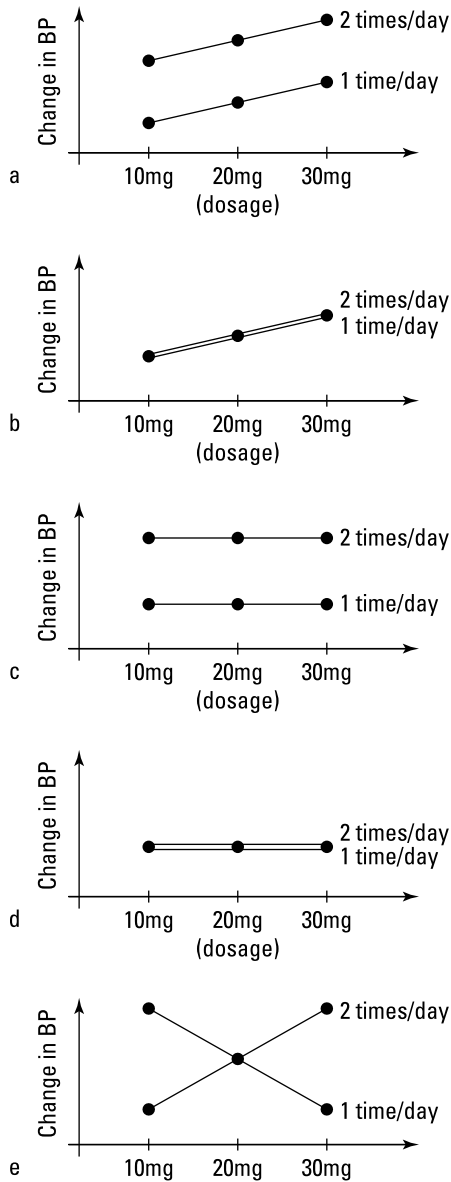 Change in BP
2 times/day
1 time/day
a
10mg 20mg 30mg
(dosage)
Change in BP
2 times/day
1 time/day
b
10mg 20mg 30mg
(dosage)
Change in BP
2 times/day
1 time/day
c
10mg 20mg 30mg
(dosage)
Change in BP
2 times/day
1 time/day
d
10mg 20mg 30mg
(dosage)
Change in BP
2 times/day
1 time/day
e
10mg 20mg 30mg